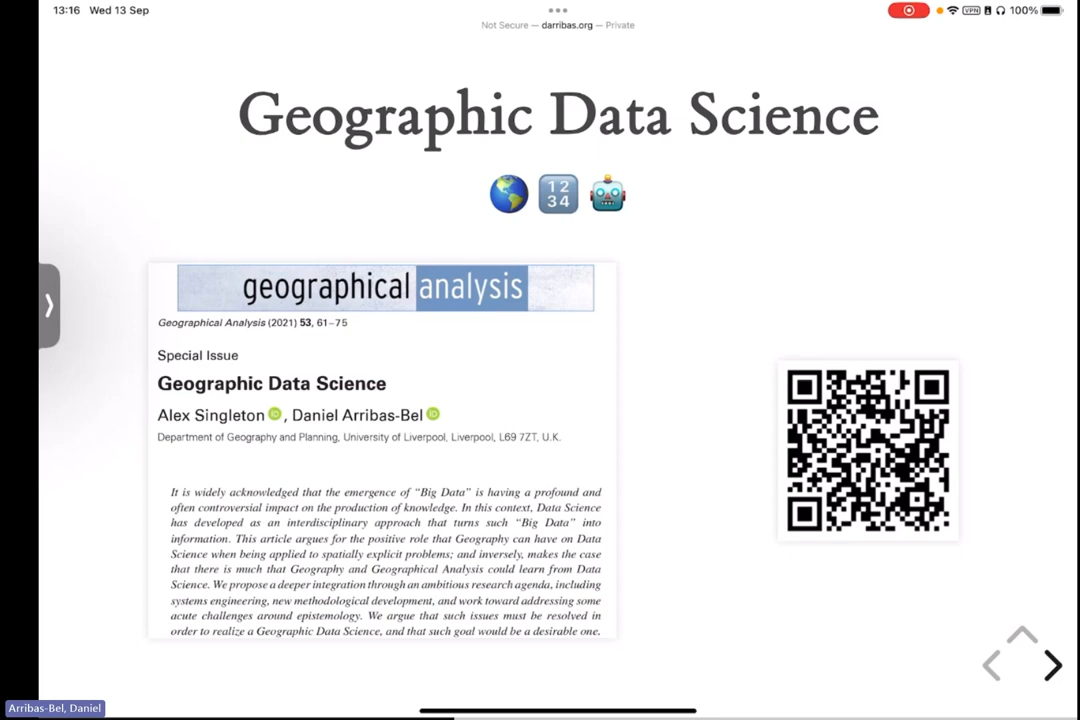 13:16 Wed 13 Sep
100%
Not Secure — darribas.org — Private
Geographic Data Science
1 2
3 4
geographical analysis
Geographical Analysis (2021) 53, 61–75
Special Issue
Geographic Data Science
Alex Singleton iD, Daniel Arribas-Bel iD
Department of Geography and Planning, University of Liverpool, Liverpool, L69 7ZT, U.K.
It is widely acknowledged that the emergence of “Big Data” is having a profound and
often controversial impact on the production of knowledge. In this context, Data Science
has developed as an interdisciplinary approach that turns such “Big Data” into
information. This article argues for the positive role that Geography can have on Data
Science when being applied to spatially explicit problems; and inversely, makes the case
that there is much that Geography and Geographical Analysis could learn from Data
Science. We propose a deeper integration through an ambitious research agenda, including
systems engineering, new methodological development, and work toward addressing some
acute challenges around epistemology. We argue that such issues must be resolved in
order to realize a Geographic Data Science, and that such goal would be a desirable one.
Arribas-Bel, Daniel